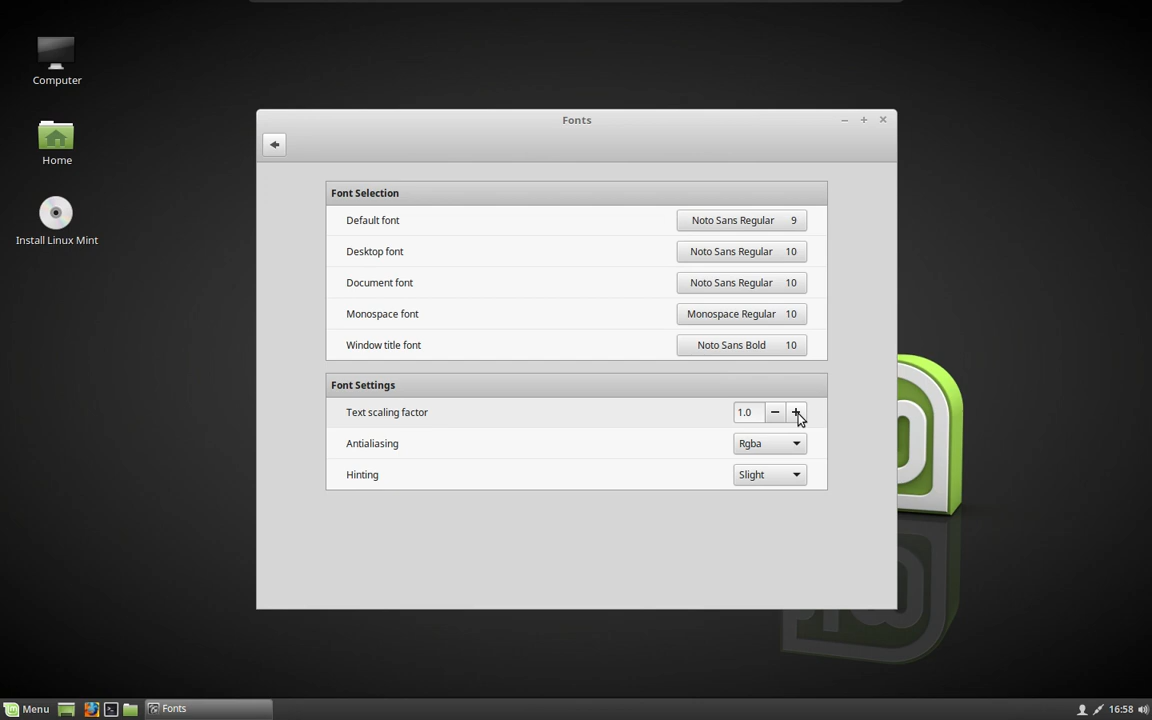 Computer
Home
Install Linux Mint
Fonts
Font Selection
Default font Noto Sans Regular 9
Desktop font Noto Sans Regular 10
Document font Noto Sans Regular 10
Monospace font Monospace Regular 10
Window title font Noto Sans Bold 10
Font Settings
Text scaling factor 1.0 − +
Antialiasing Rgba
Hinting Slight
Menu Fonts 16:58